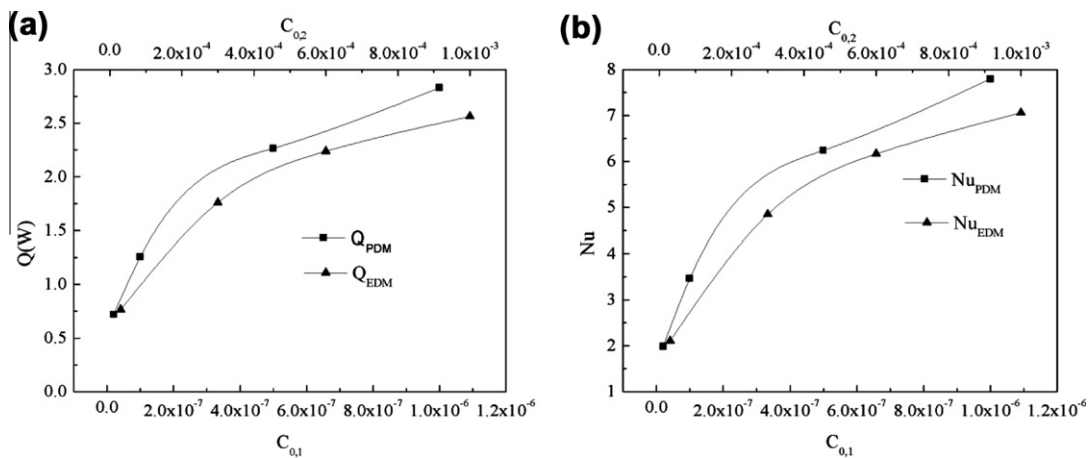 (a)
C0,2
0.0 2.0x10-4 4.0x10-4 6.0x10-4 8.0x10-4 1.0x10-3
3.0
2.5
2.0
1.5
1.0
0.5
0.0
Q(W)
QPDM
QEDM
0.0 2.0x10-7 4.0x10-7 6.0x10-7 8.0x10-7 1.0x10-6 1.2x10-6
C0,1
(b)
C0,2
0.0 2.0x10-4 4.0x10-4 6.0x10-4 8.0x10-4 1.0x10-3
8
7
6
5
4
3
2
1
Nu
NuPDM
NuEDM
0.0 2.0x10-7 4.0x10-7 6.0x10-7 8.0x10-7 1.0x10-6 1.2x10-6
C0,1